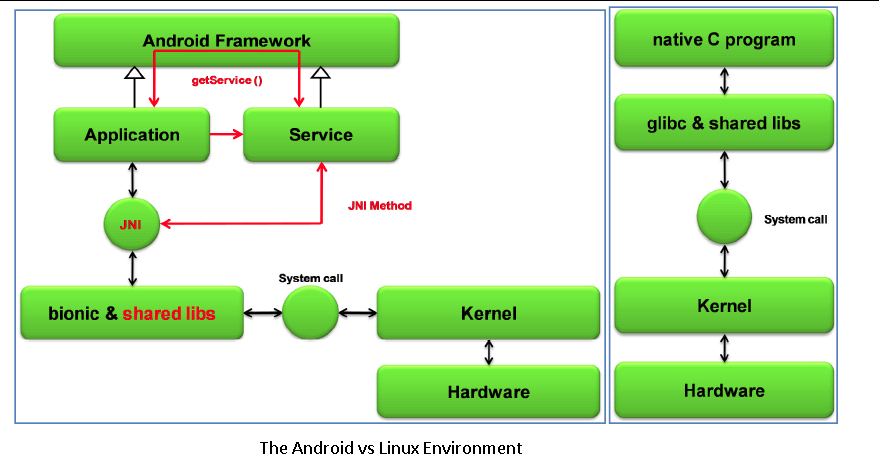 Android Framework
getService ()
Application
Service
JNI
JNI Method
System call
bionic & shared libs
Kernel
Hardware
native C program
glibc & shared libs
System call
Kernel
Hardware
The Android vs Linux Environment